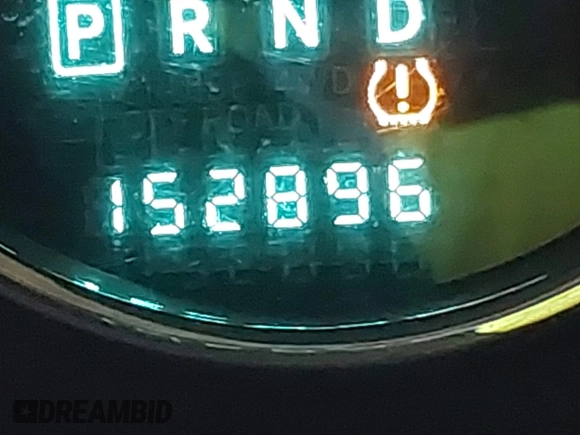 P R N D
152896
DREAMBID